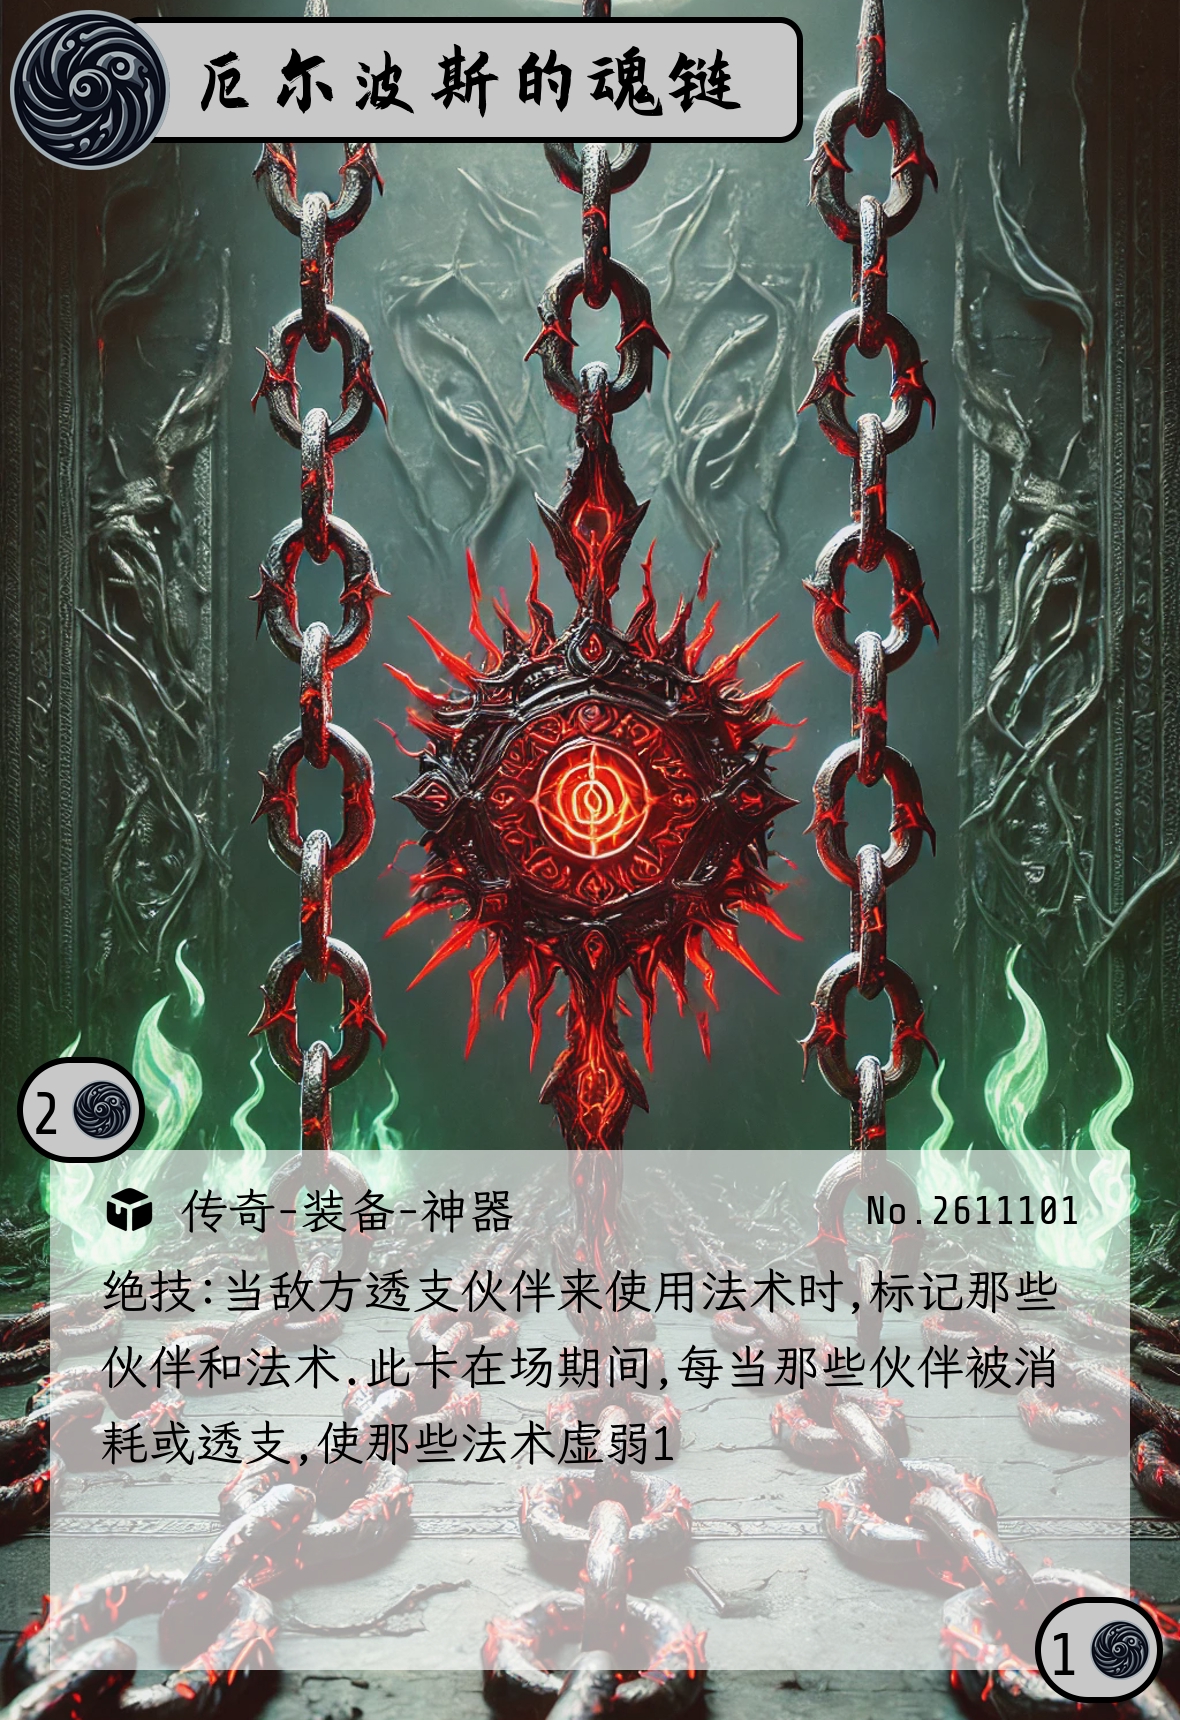 厄尔波斯的魂链
2
传奇-装备-神器 No.2611101
绝技:当敌方透支伙伴来使用法术时,标记那些
伙伴和法术.此卡在场期间,每当那些伙伴被消
耗或透支,使那些法术虚弱1
1